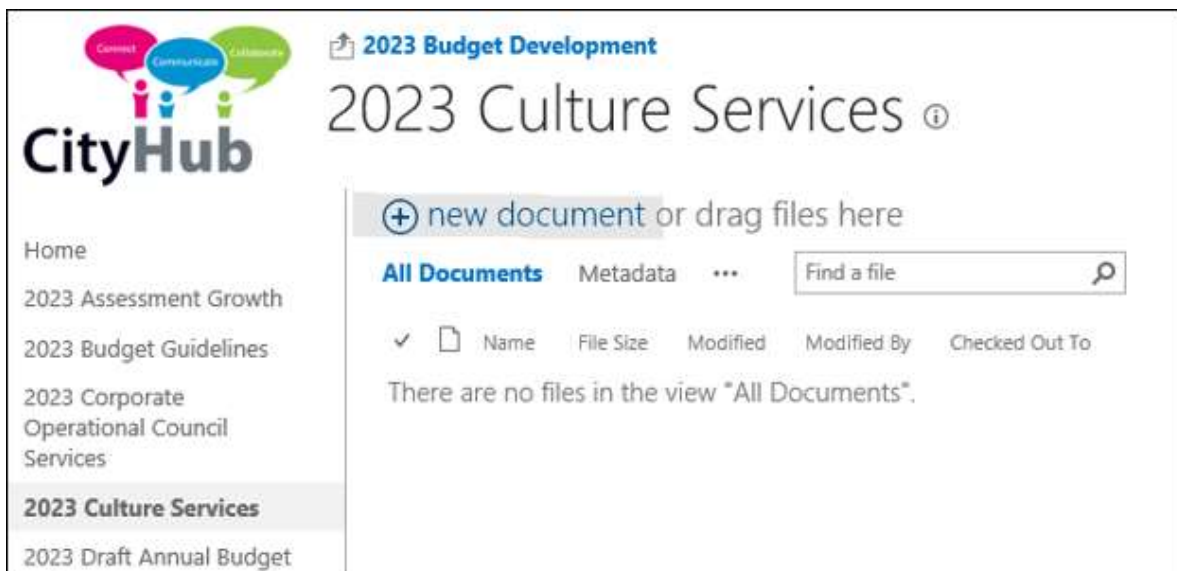 Connect
Communicate
Collaborate
CityHub
2023 Budget Development
2023 Culture Services
new document or drag files here
All Documents Metadata ... Find a file
Name File Size Modified Modified By Checked Out To
There are no files in the view "All Documents".
Home
2023 Assessment Growth
2023 Budget Guidelines
2023 Corporate
Operational Council
Services
2023 Culture Services
2023 Draft Annual Budget